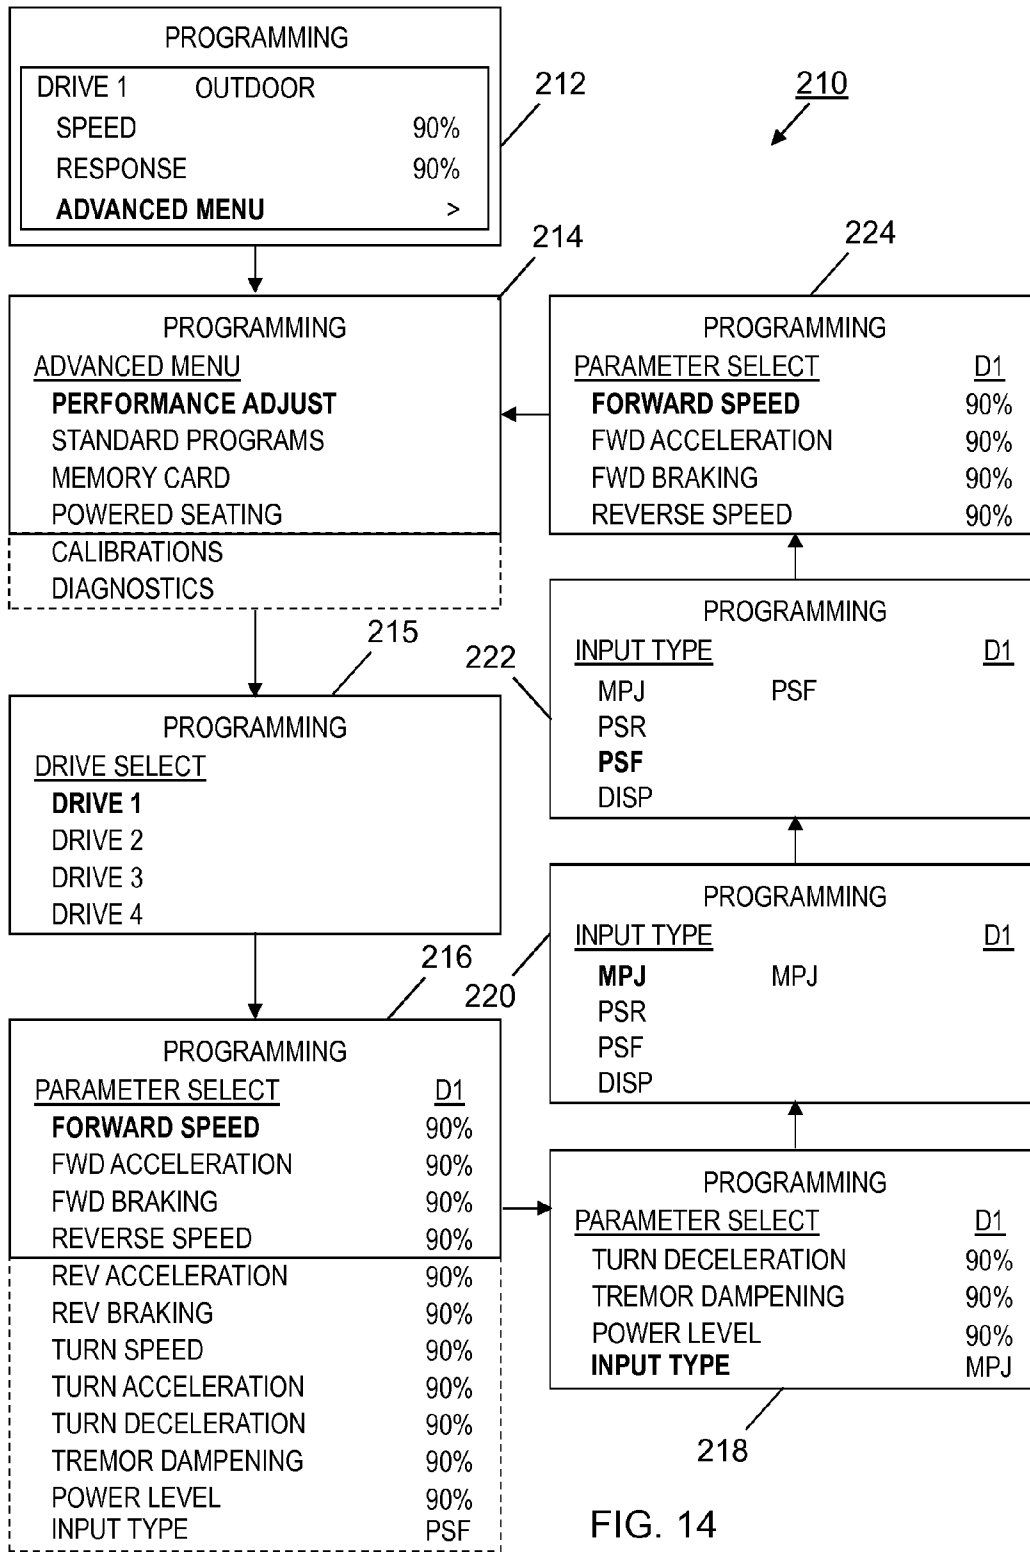 PROGRAMMING
DRIVE 1 OUTDOOR
SPEED 90%
RESPONSE 90%
ADVANCED MENU >
212
210
214
PROGRAMMING
ADVANCED MENU
PERFORMANCE ADJUST
STANDARD PROGRAMS
MEMORY CARD
POWERED SEATING
CALIBRATIONS
DIAGNOSTICS
215
PROGRAMMING
DRIVE SELECT
DRIVE 1
DRIVE 2
DRIVE 3
DRIVE 4
216
PROGRAMMING
PARAMETER SELECT D1
FORWARD SPEED 90%
FWD ACCELERATION 90%
FWD BRAKING 90%
REVERSE SPEED 90%
REV ACCELERATION 90%
REV BRAKING 90%
TURN SPEED 90%
TURN ACCELERATION 90%
TURN DECELERATION 90%
TREMOR DAMPENING 90%
POWER LEVEL 90%
INPUT TYPE PSF
224
PROGRAMMING
PARAMETER SELECT D1
FORWARD SPEED 90%
FWD ACCELERATION 90%
FWD BRAKING 90%
REVERSE SPEED 90%
222
PROGRAMMING
INPUT TYPE D1
MPJ PSF
PSR
PSF
DISP
220
PROGRAMMING
INPUT TYPE D1
MPJ MPJ
PSR
PSF
DISP
PROGRAMMING
PARAMETER SELECT D1
TURN DECELERATION 90%
TREMOR DAMPENING 90%
POWER LEVEL 90%
INPUT TYPE MPJ
218
FIG. 14